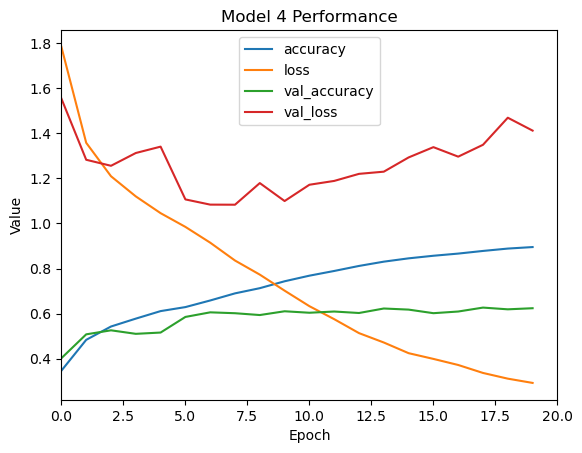 Model 4 Performance
accuracy
loss
val_accuracy
val_loss
Value
1.8
1.6
1.4
1.2
1.0
0.8
0.6
0.4
0.0 2.5 5.0 7.5 10.0 12.5 15.0 17.5 20.0
Epoch